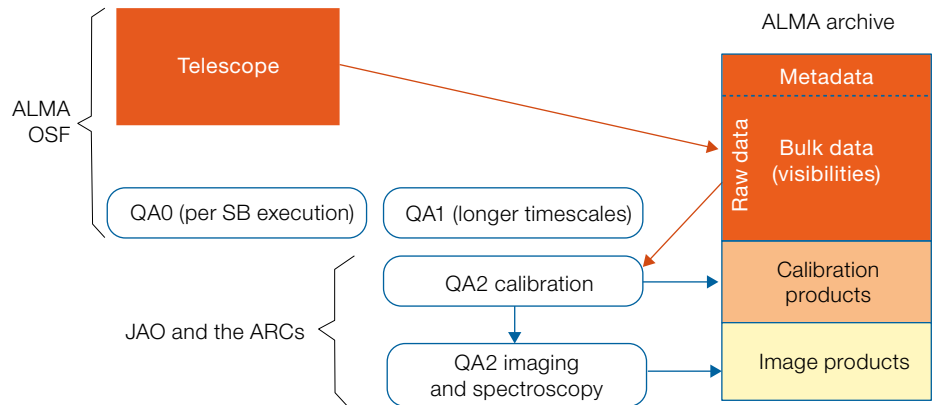 ALMA archive
Telescope
Metadata
ALMA
OSF
Raw data
Bulk data
(visibilities)
QA0 (per SB execution)
QA1 (longer timescales)
QA2 calibration
Calibration
products
JAO and the ARCs
QA2 imaging
and spectroscopy
Image products